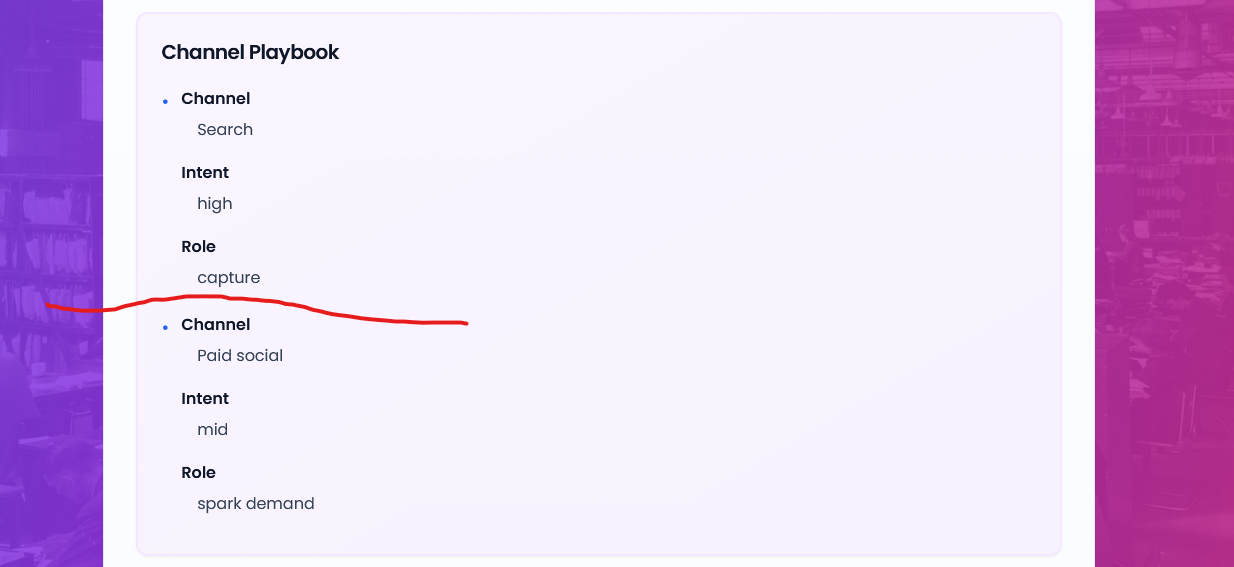 Channel Playbook
Channel
Search
Intent
high
Role
capture
Channel
Paid social
Intent
mid
Role
spark demand